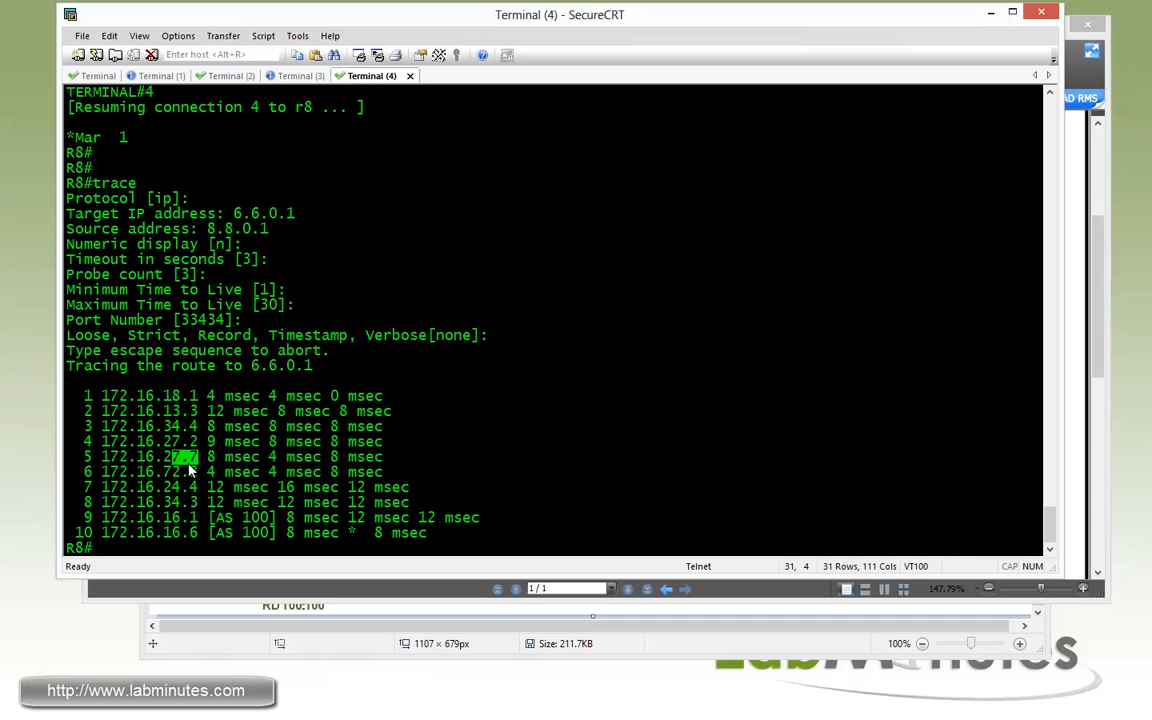 Terminal (4) - SecureCRT
File Edit View Options Transfer Script Tools Help
Enter host <Alt+R>
Terminal Terminal (1) Terminal (2) Terminal (3) Terminal (4)
TERMINAL#4
[Resuming connection 4 to r8 ... ]
*Mar  1
R8#
R8#
R8#trace
Protocol [ip]:
Target IP address: 6.6.0.1
Source address: 8.8.0.1
Numeric display [n]:
Timeout in seconds [3]:
Probe count [3]:
Minimum Time to Live [1]:
Maximum Time to Live [30]:
Port Number [33434]:
Loose, Strict, Record, Timestamp, Verbose[none]:
Type escape sequence to abort.
Tracing the route to 6.6.0.1
1 172.16.18.1 4 msec 4 msec 0 msec
2 172.16.13.3 12 msec 8 msec 8 msec
3 172.16.34.4 8 msec 8 msec 8 msec
4 172.16.27.2 9 msec 8 msec 8 msec
5 172.16.27.7 8 msec 4 msec 8 msec
6 172.16.72. 4 msec 4 msec 8 msec
7 172.16.24.4 12 msec 16 msec 12 msec
8 172.16.34.3 12 msec 12 msec 12 msec
9 172.16.16.1 [AS 100] 8 msec 12 msec 12 msec
10 172.16.16.6 [AS 100] 8 msec *  8 msec
R8#
Ready Telnet 31, 4 31 Rows, 111 Cols VT100 CAP NUM
AD RMS
1 / 1 147.79%
RD 100:100
1107 × 679px Size: 211.7KB 100%
http://www.labminutes.com